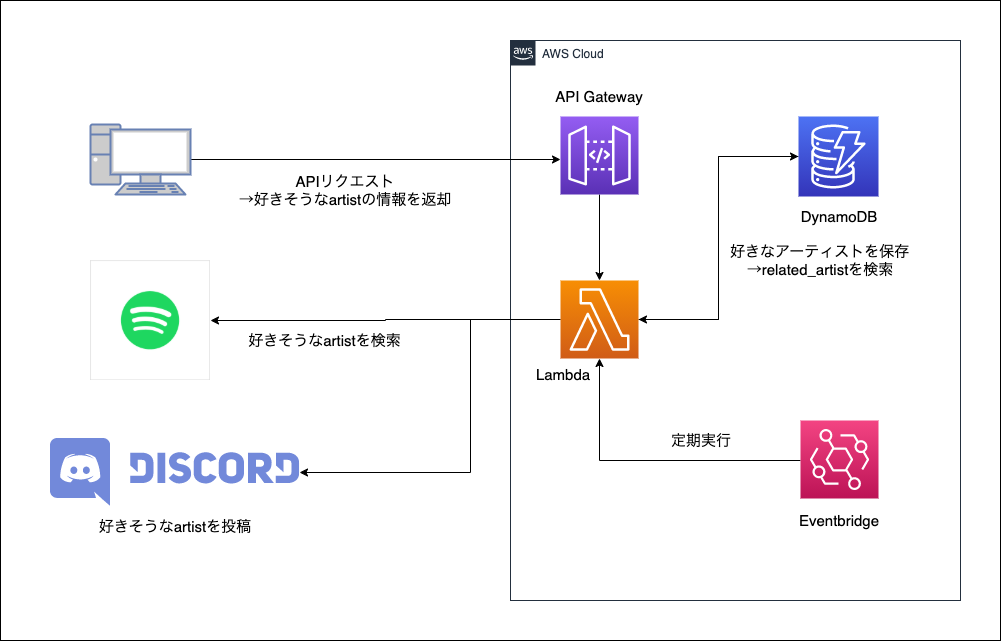 aws
AWS Cloud
API Gateway
APIリクエスト
→好きそうなartistの情報を返却
DynamoDB
好きなアーティストを保存
→related_artistを検索
好きそうなartistを検索
Lambda
定期実行
DISCORD
Eventbridge
好きそうなartistを投稿